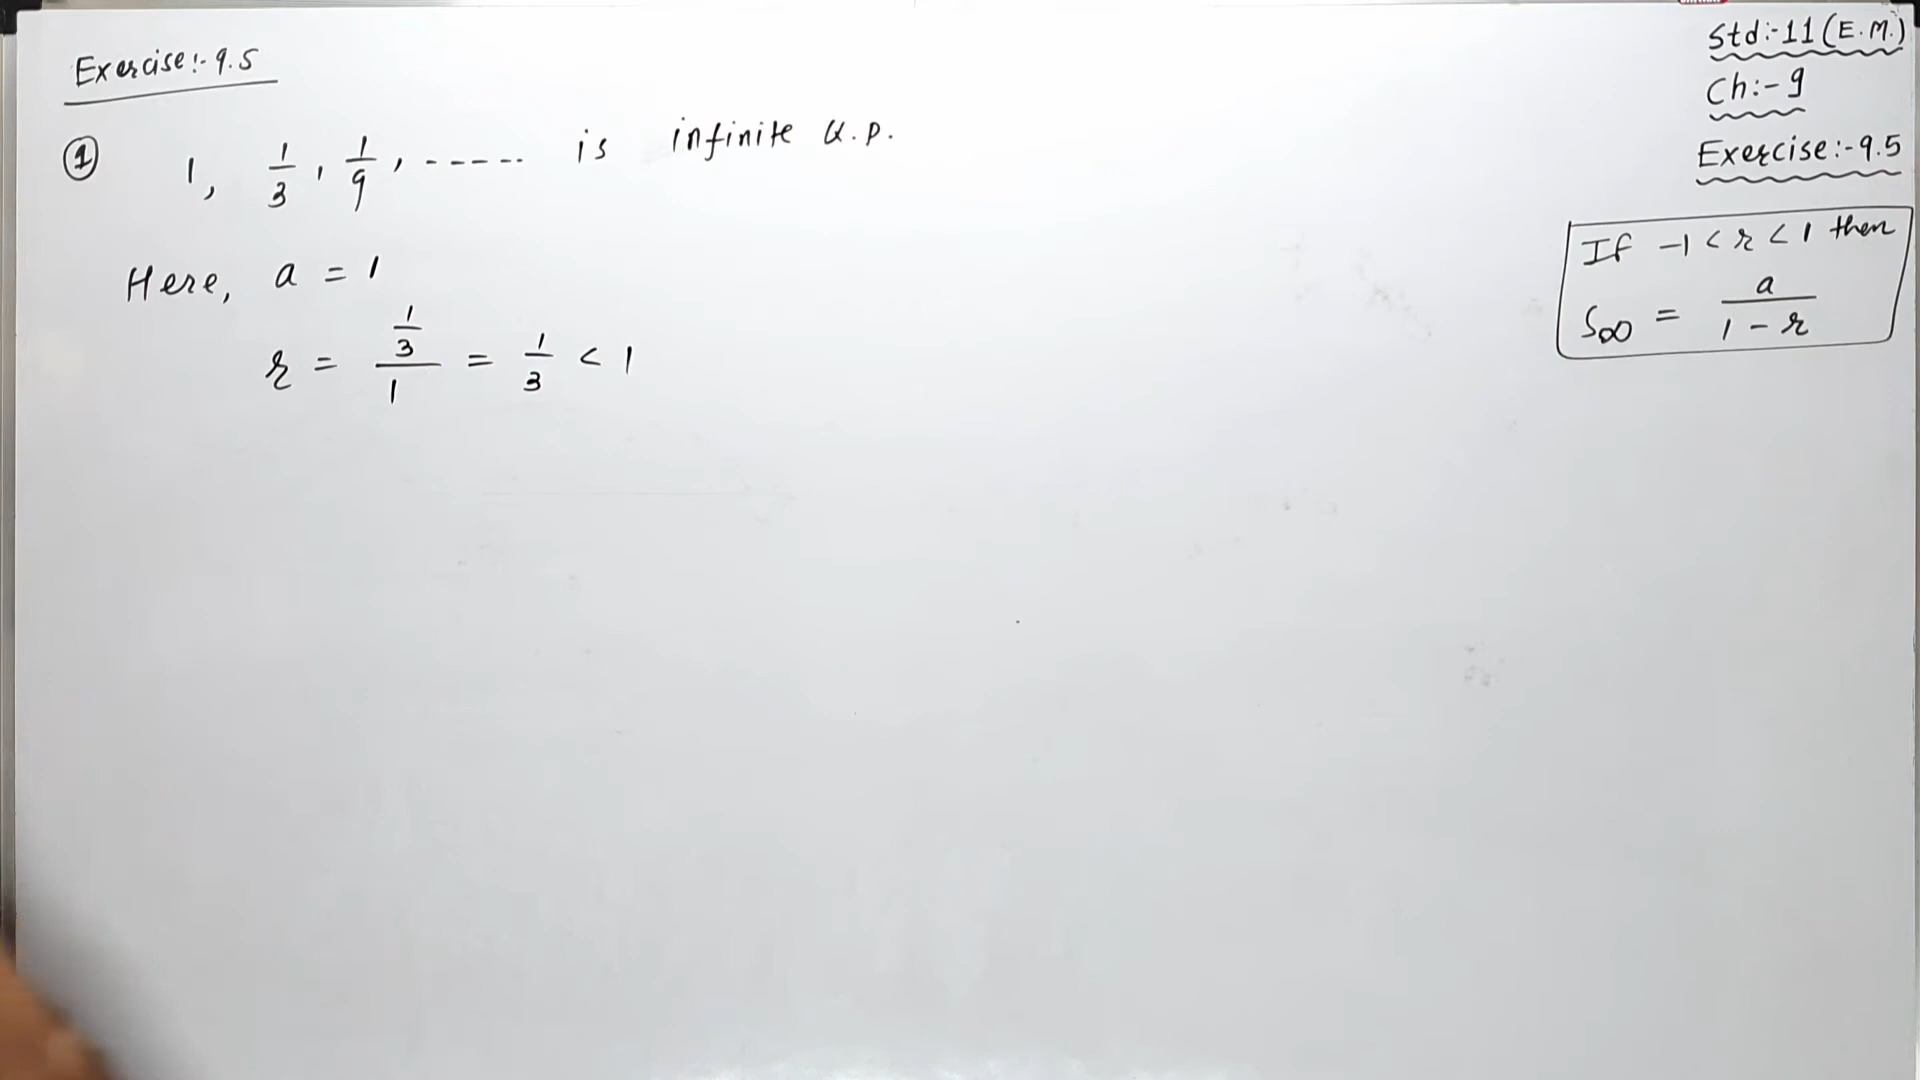 Exercise:- 9.5
① 1, 1/3, 1/9, ----- is infinite G.P.
Here, a = 1
r = (1/3)/1 = 1/3 < 1
Std:-11 (E.M.)
Ch:- 9
Exercise:-9.5
If -1 < r < 1 then
S∞ = a/(1 - r)